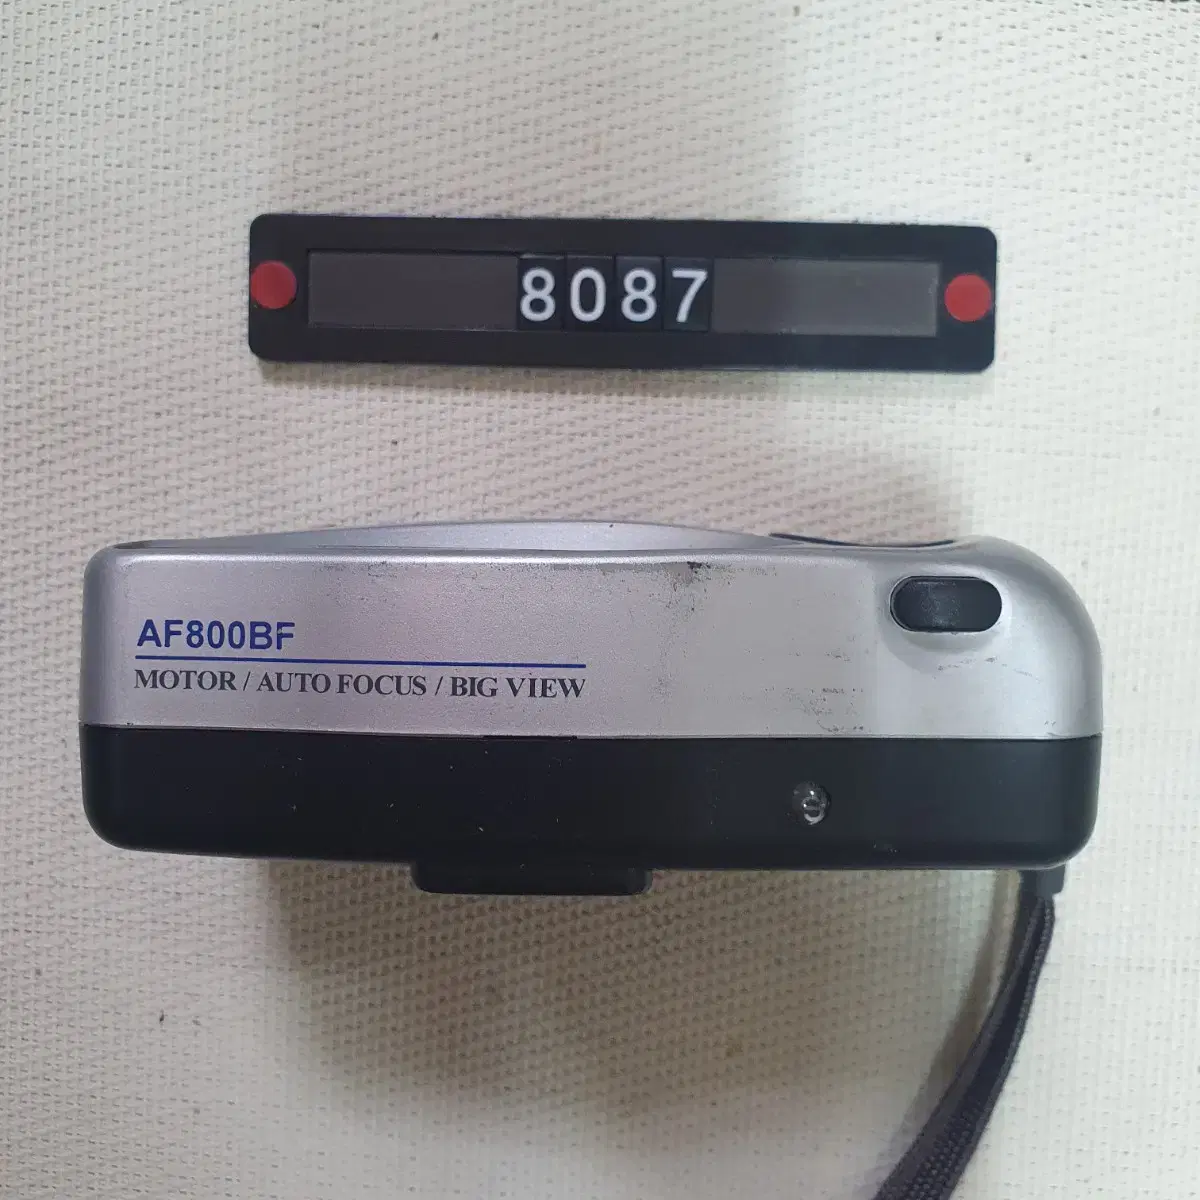 8087
AF800BF
MOTOR / AUTO FOCUS / BIG VIEW